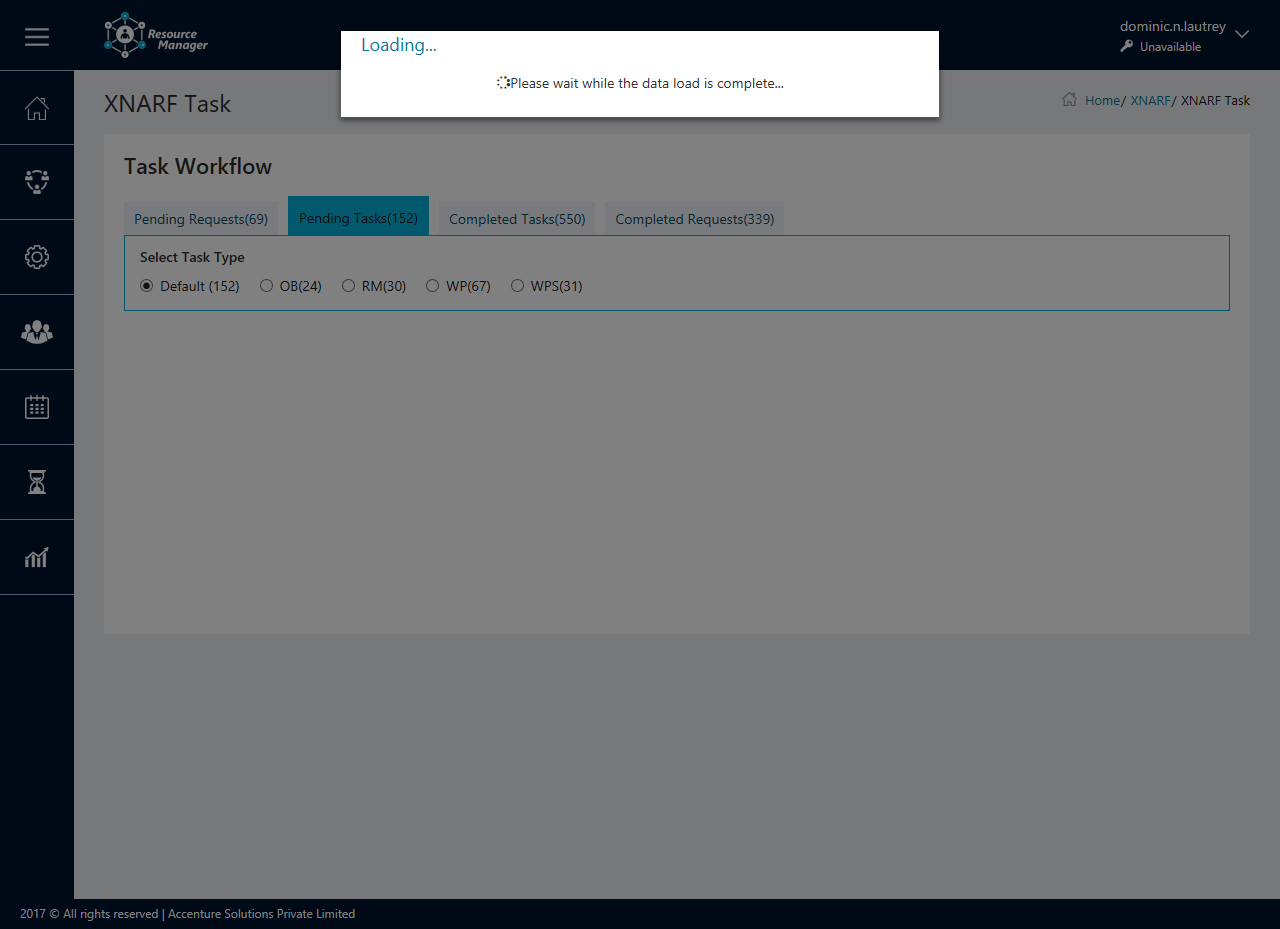 Resource
Manager
dominic.n.lautrey
Unavailable
Loading...
Please wait while the data load is complete...
XNARF Task
Home/ XNARF/ XNARF Task
Task Workflow
Pending Requests(69) Pending Tasks(152) Completed Tasks(550) Completed Requests(339)
Select Task Type
Default (152) OB(24) RM(30) WP(67) WPS(31)
2017 © All rights reserved | Accenture Solutions Private Limited